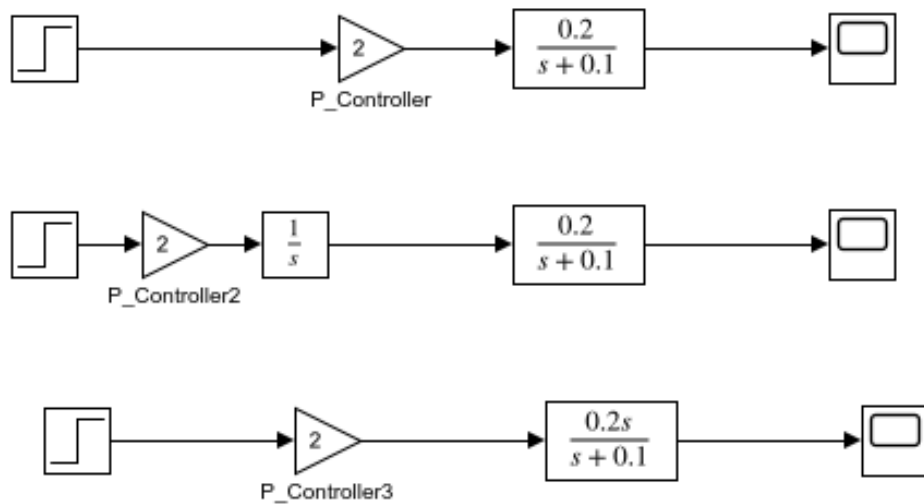 2
0.2
s + 0.1
P_Controller
2
1
s
0.2
s + 0.1
P_Controller2
2
0.2s
s + 0.1
P_Controller3